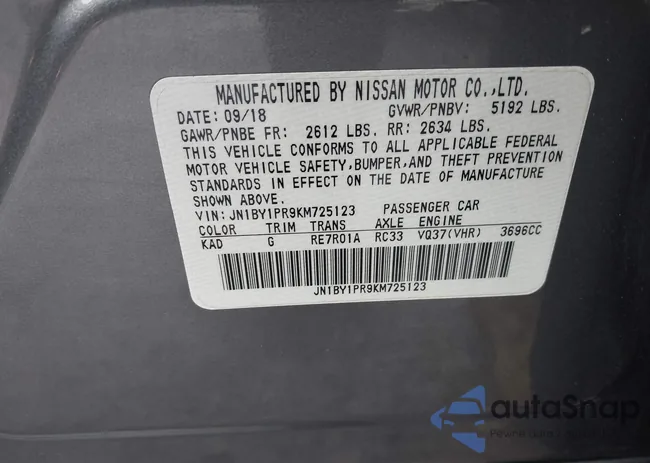 MANUFACTURED BY NISSAN MOTOR CO.,LTD.
DATE: 09/18 GVWR/PNBV: 5192 LBS.
GAWR/PNBE FR: 2612 LBS. RR: 2634 LBS.
THIS VEHICLE CONFORMS TO ALL APPLICABLE FEDERAL
MOTOR VEHICLE SAFETY,BUMPER,AND THEFT PREVENTION
STANDARDS IN EFFECT ON THE DATE OF MANUFACTURE
SHOWN ABOVE.
VIN: JN1BY1PR9KM725123 PASSENGER CAR
COLOR TRIM TRANS AXLE ENGINE
KAD G RE7R01A RC33 VQ37(VHR) 3696CC
JN1BY1PR9KM725123
autaSnap